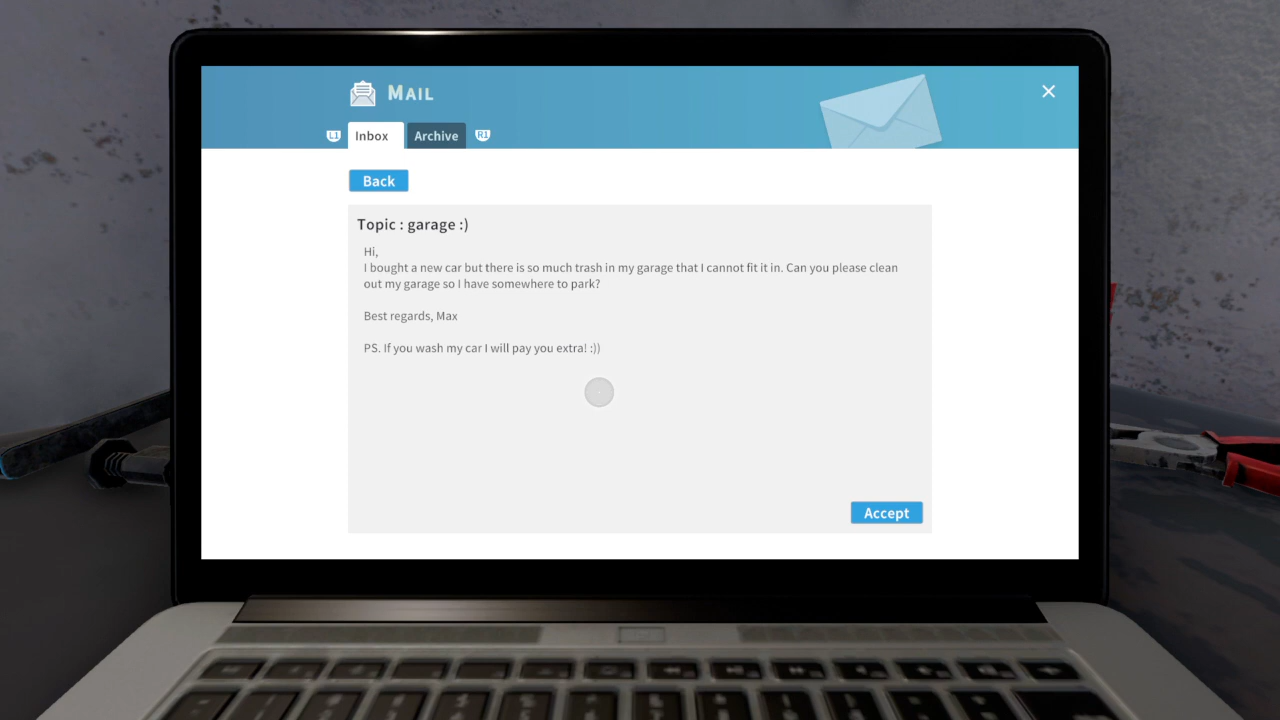 MAIL
L1 Inbox Archive R1
Back
Topic : garage :)
Hi,
I bought a new car but there is so much trash in my garage that I cannot fit it in. Can you please clean
out my garage so I have somewhere to park?
Best regards, Max
PS. If you wash my car I will pay you extra! :))
Accept